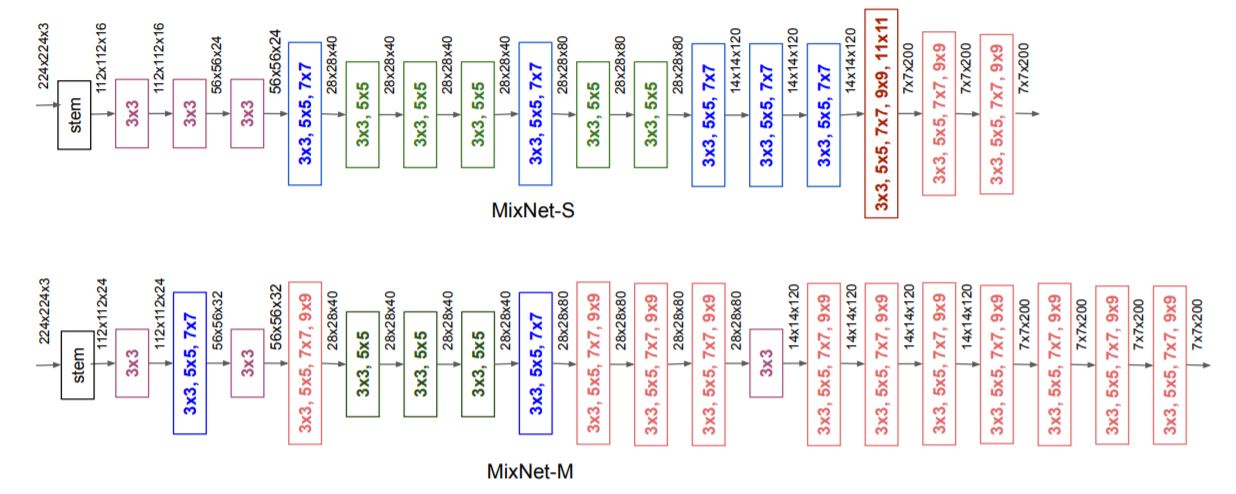 224x224x3
stem
112x112x16
3x3
112x112x16
3x3
56x56x24
3x3
56x56x24
3x3, 5x5, 7x7
28x28x40
3x3, 5x5
28x28x40
3x3, 5x5
28x28x40
3x3, 5x5
28x28x40
3x3, 5x5, 7x7
28x28x80
3x3, 5x5
28x28x80
3x3, 5x5
28x28x80
3x3, 5x5, 7x7
14x14x120
3x3, 5x5, 7x7
14x14x120
3x3, 5x5, 7x7
14x14x120
3x3, 5x5, 7x7, 9x9, 11x11
7x7x200
3x3, 5x5, 7x7, 9x9
7x7x200
3x3, 5x5, 7x7, 9x9
7x7x200
MixNet-S
224x224x3
stem
112x112x24
3x3
112x112x24
3x3, 5x5, 7x7
56x56x32
3x3
56x56x32
3x3, 5x5, 7x7, 9x9
28x28x40
3x3, 5x5
28x28x40
3x3, 5x5
28x28x40
3x3, 5x5
28x28x40
3x3, 5x5, 7x7
28x28x80
3x3, 5x5, 7x7, 9x9
28x28x80
3x3, 5x5, 7x7, 9x9
28x28x80
3x3, 5x5, 7x7, 9x9
28x28x80
3x3
14x14x120
3x3, 5x5, 7x7, 9x9
14x14x120
3x3, 5x5, 7x7, 9x9
14x14x120
3x3, 5x5, 7x7, 9x9
14x14x120
3x3, 5x5, 7x7, 9x9
7x7x200
3x3, 5x5, 7x7, 9x9
7x7x200
3x3, 5x5, 7x7, 9x9
7x7x200
3x3, 5x5, 7x7, 9x9
7x7x200
MixNet-M